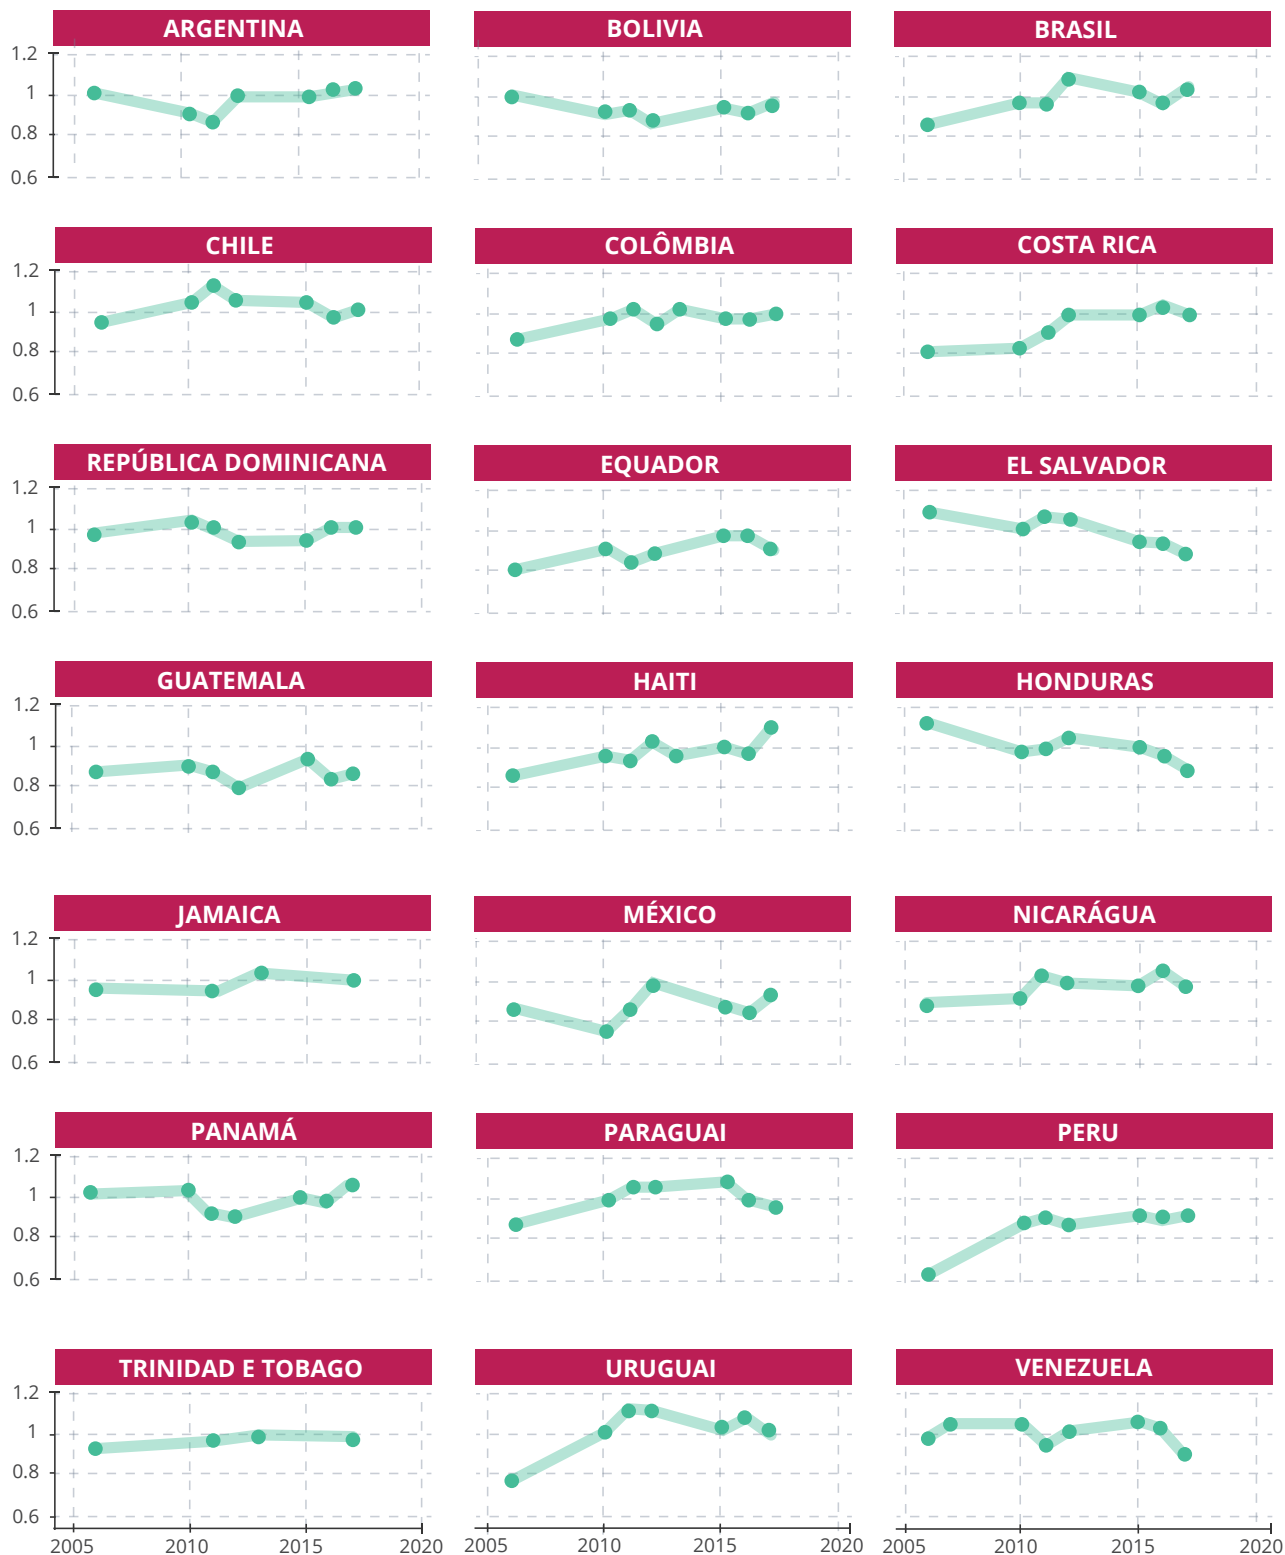 ARGENTINA
BOLIVIA
BRASIL
1.2
1
0.8
0.6
CHILE
COLÔMBIA
COSTA RICA
1.2
1
0.8
0.6
REPÚBLICA DOMINICANA
EQUADOR
EL SALVADOR
1.2
1
0.8
0.6
GUATEMALA
HAITI
HONDURAS
1.2
1
0.8
0.6
JAMAICA
MÉXICO
NICARÁGUA
1.2
1
0.8
0.6
PANAMÁ
PARAGUAI
PERU
1.2
1
0.8
0.6
TRINIDAD E TOBAGO
URUGUAI
VENEZUELA
1.2
1
0.8
0.6
2005 2010 2015 2020
2005 2010 2015 2020
2005 2010 2015 2020